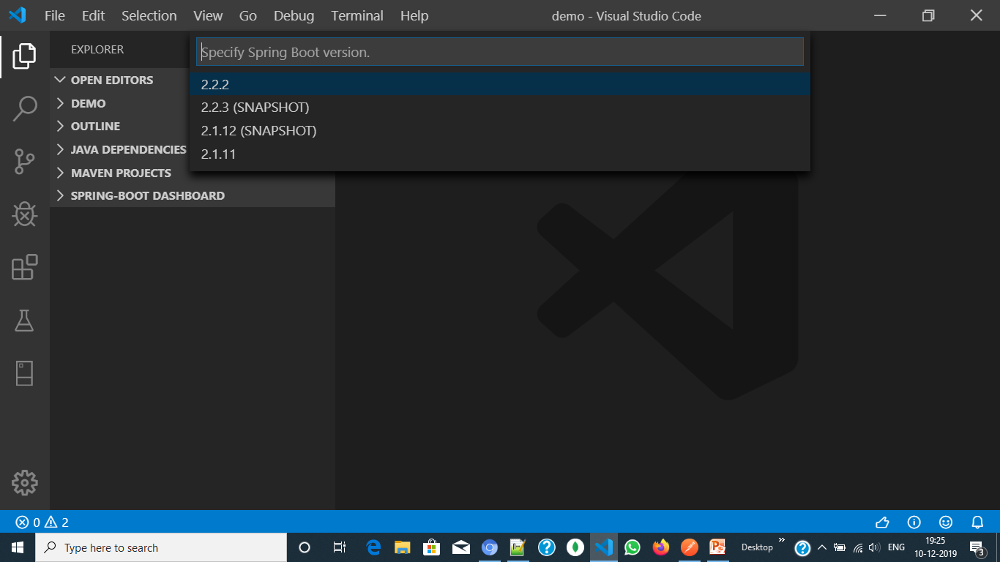 File Edit Selection View Go Debug Terminal Help demo - Visual Studio Code
EXPLORER
Specify Spring Boot version.
2.2.2
2.2.3 (SNAPSHOT)
2.1.12 (SNAPSHOT)
2.1.11
OPEN EDITORS
DEMO
OUTLINE
JAVA DEPENDENCIES
MAVEN PROJECTS
SPRING-BOOT DASHBOARD
0 2
Type here to search
Desktop
ENG
19:25
10-12-2019
3